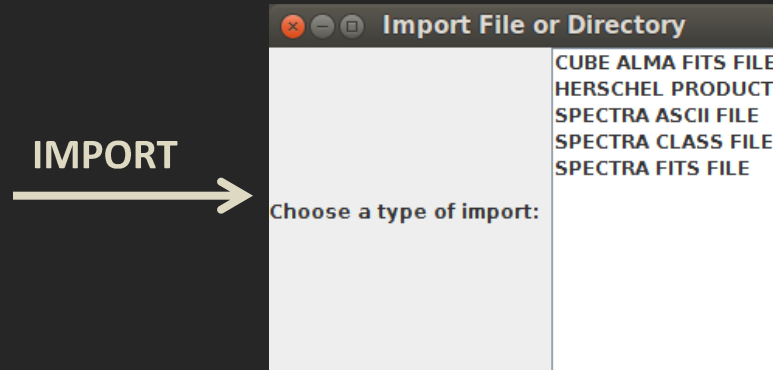 Import File or Directory
IMPORT
Choose a type of import:
CUBE ALMA FITS FILE
HERSCHEL PRODUCT
SPECTRA ASCII FILE
SPECTRA CLASS FILE
SPECTRA FITS FILE